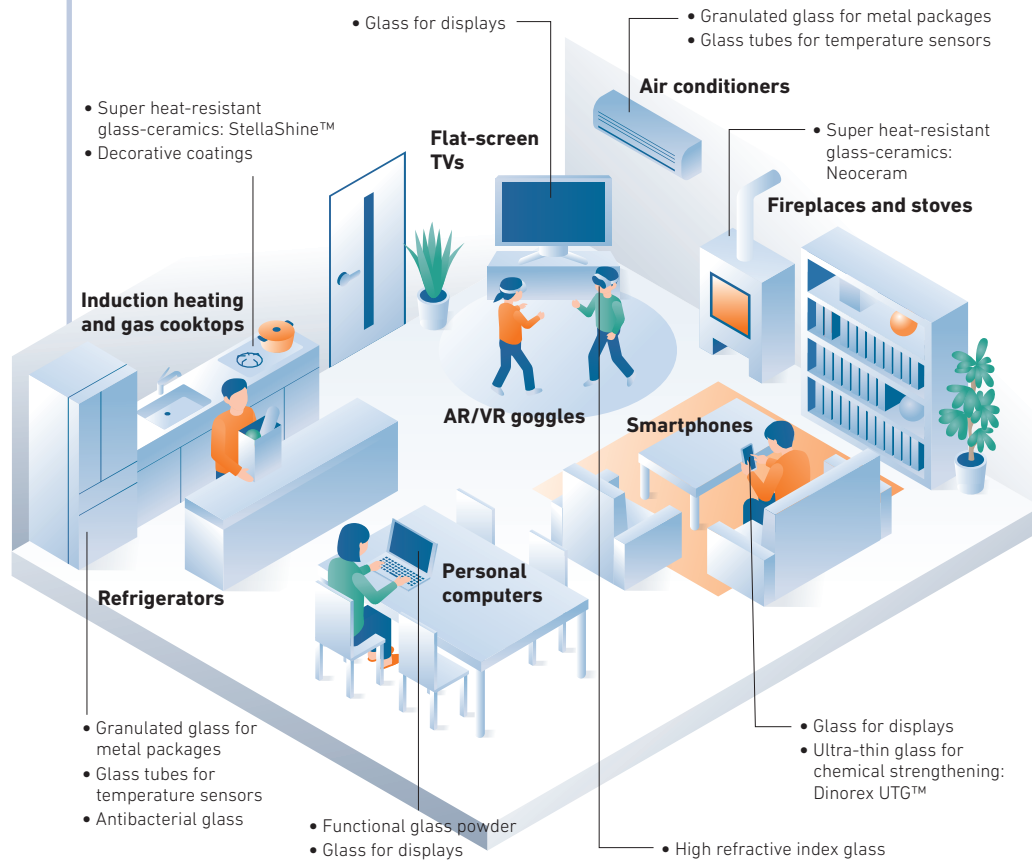 • Glass for displays
• Granulated glass for metal packages
• Glass tubes for temperature sensors
Air conditioners
• Super heat-resistant
glass-ceramics: StellaShine™
• Decorative coatings
Flat-screen
TVs
• Super heat-resistant
glass-ceramics:
Neoceram
Fireplaces and stoves
Induction heating
and gas cooktops
AR/VR goggles
Smartphones
Personal
computers
Refrigerators
• Granulated glass for
metal packages
• Glass tubes for
temperature sensors
• Antibacterial glass
• Functional glass powder
• Glass for displays
• Glass for displays
• Ultra-thin glass for
chemical strengthening:
Dinorex UTG™
• High refractive index glass